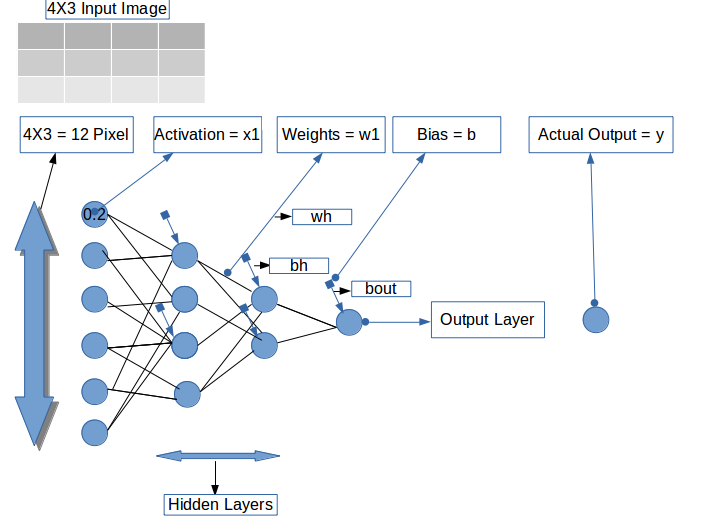 4X3 Input Image
4X3 = 12 Pixel
Activation = x1
Weights = w1
Bias = b
Actual Output = y
0.2
wh
bh
bout
Output Layer
Hidden Layers